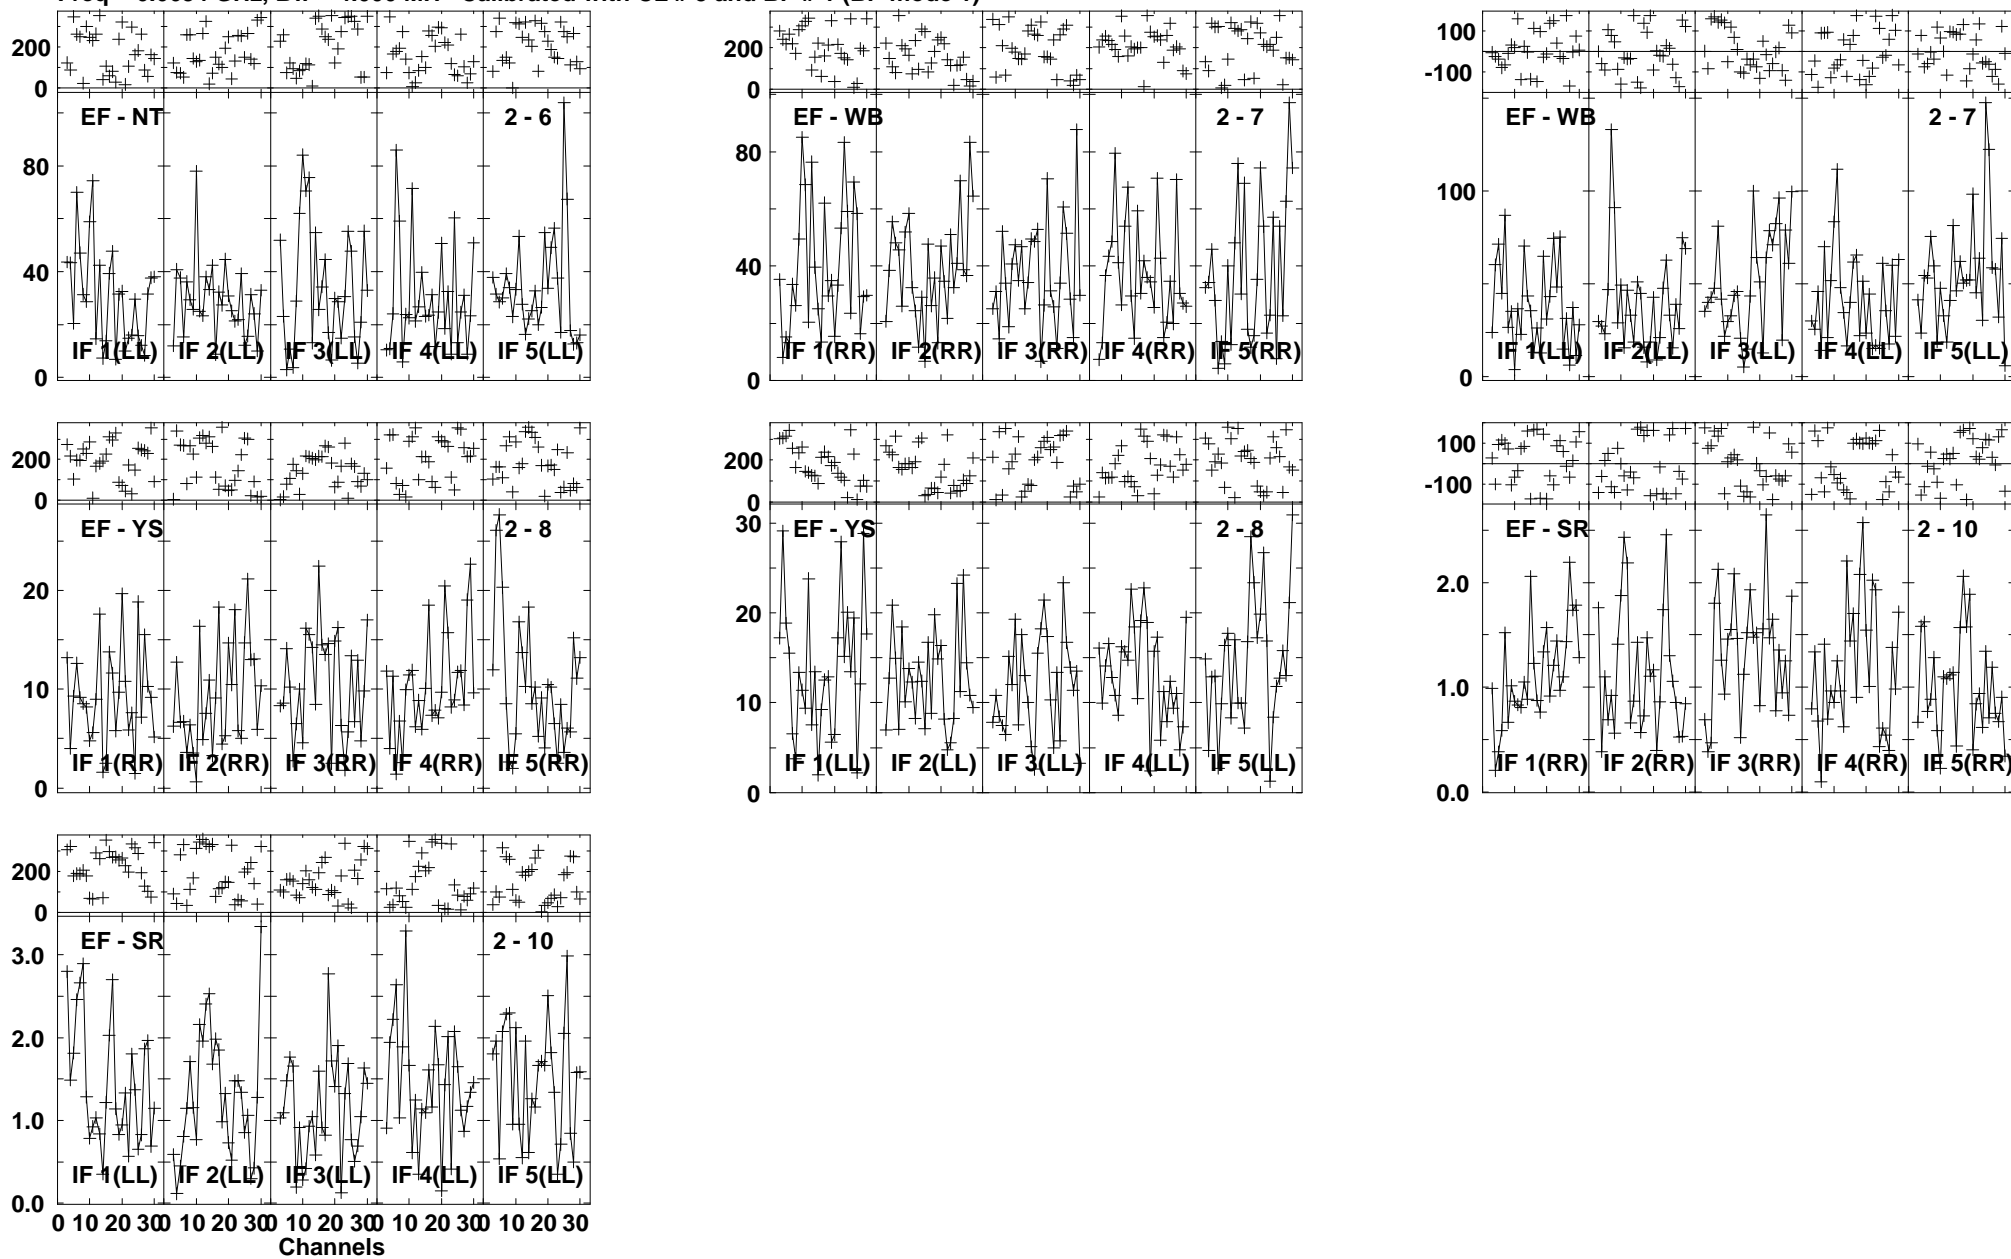 200
0
200
0
100
-100
EF - NT
2 - 6
EF - WB
2 - 7
EF - WB
2 - 7
80
40
0
80
40
0
100
0
IF 1(LL)
IF 2(LL)
IF 3(LL)
IF 4(LL)
IF 5(LL)
IF 1(RR)
IF 2(RR)
IF 3(RR)
IF 4(RR)
IF 5(RR)
IF 1(LL)
IF 2(LL)
IF 3(LL)
IF 4(LL)
IF 5(LL)
200
0
200
0
100
-100
EF - YS
2 - 8
EF - YS
2 - 8
EF - SR
2 - 10
20
10
0
30
20
10
0
2.0
1.0
0.0
IF 1(RR)
IF 2(RR)
IF 3(RR)
IF 4(RR)
IF 5(RR)
IF 1(LL)
IF 2(LL)
IF 3(LL)
IF 4(LL)
IF 5(LL)
IF 1(RR)
IF 2(RR)
IF 3(RR)
IF 4(RR)
IF 5(RR)
200
0
EF - SR
2 - 10
3.0
2.0
1.0
0.0
IF 1(LL)
IF 2(LL)
IF 3(LL)
IF 4(LL)
IF 5(LL)
0 10 20 30
0 10 20 30
0 10 20 30
0 10 20 30
0 10 20 30
Channels